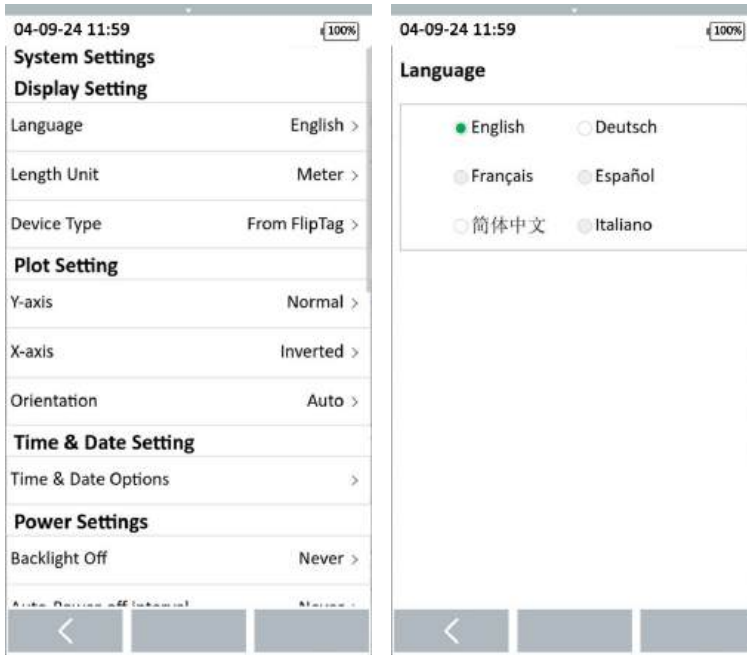 04-09-24 11:59 100%
System Settings
Display Setting
Language English >
Length Unit Meter >
Device Type From FlipTag >
Plot Setting
Y-axis Normal >
X-axis Inverted >
Orientation Auto >
Time & Date Setting
Time & Date Options >
Power Settings
Backlight Off Never >
04-09-24 11:59 100%
Language
English Deutsch
Français Español
简体中文 Italiano